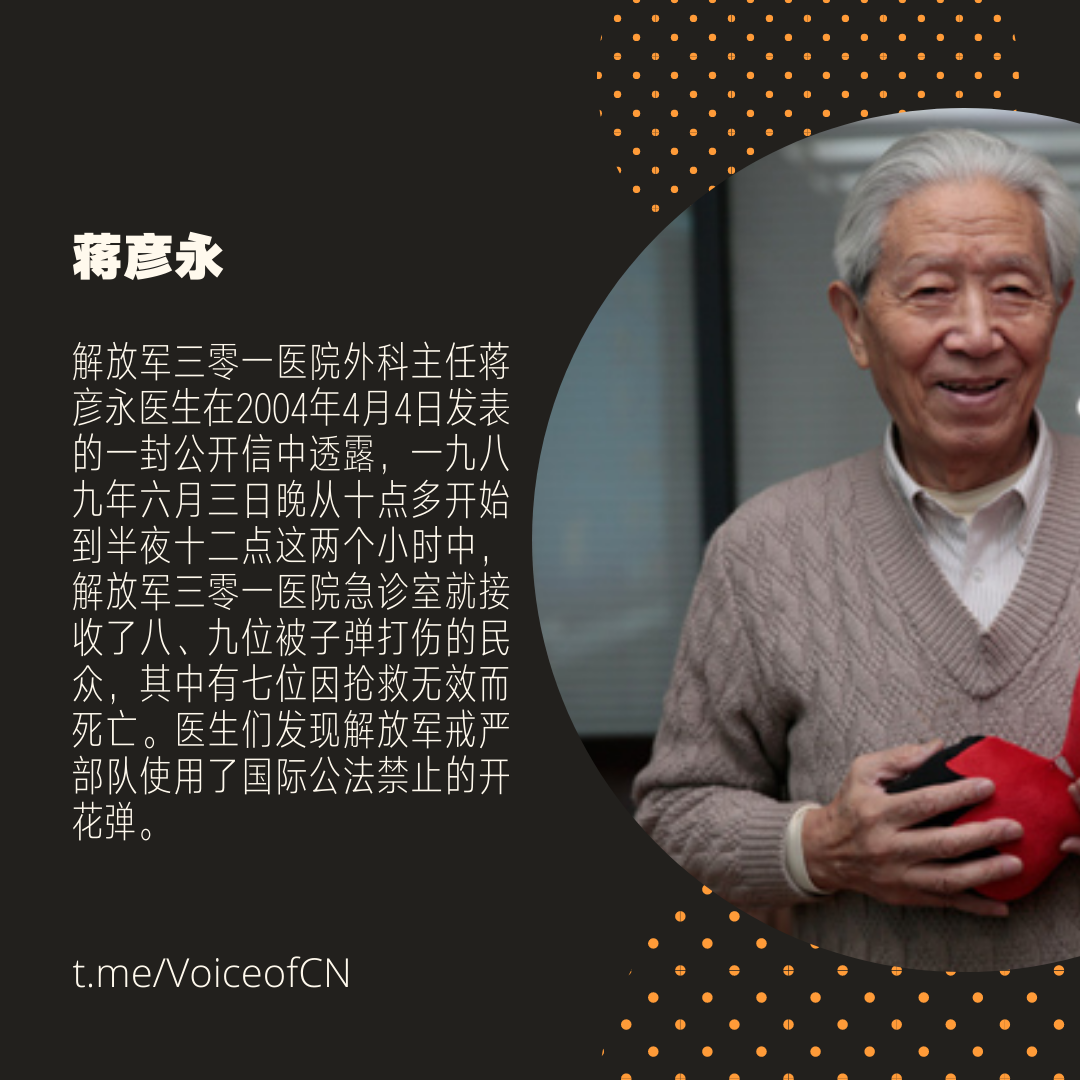 蒋彦永
解放军三零一医院外科主任蒋
彦永医生在2004年4月4日发表
的一封公开信中透露，一九八
九年六月三日晚从十点多开始
到半夜十二点这两个小时中，
解放军三零一医院急诊室就接
收了八、九位被子弹打伤的民
众，其中有七位因抢救无效而
死亡。医生们发现解放军戒严
部队使用了国际公法禁止的开
花弹。
t.me/VoiceofCN